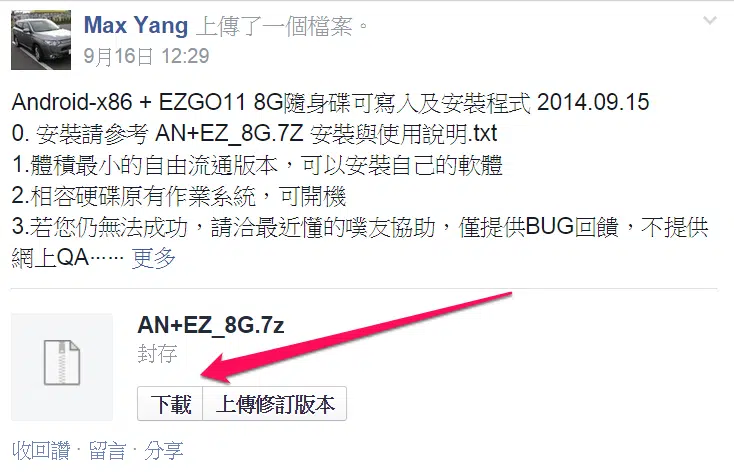 Max Yang 上傳了一個檔案。
9月16日 12:29
Android-x86 + EZGO11 8G隨身碟可寫入及安裝程式 2014.09.15
0. 安裝請參考 AN+EZ_8G.7Z 安裝與使用說明.txt
1.體積最小的自由流通版本，可以安裝自己的軟體
2.相容硬碟原有作業系統，可開機
3.若您仍無法成功，請洽最近懂的噗友協助，僅提供BUG回饋，不提供
網上QA⋯⋯ 更多
AN+EZ_8G.7z
封存
下載 上傳修訂版本
收回讚 · 留言 · 分享